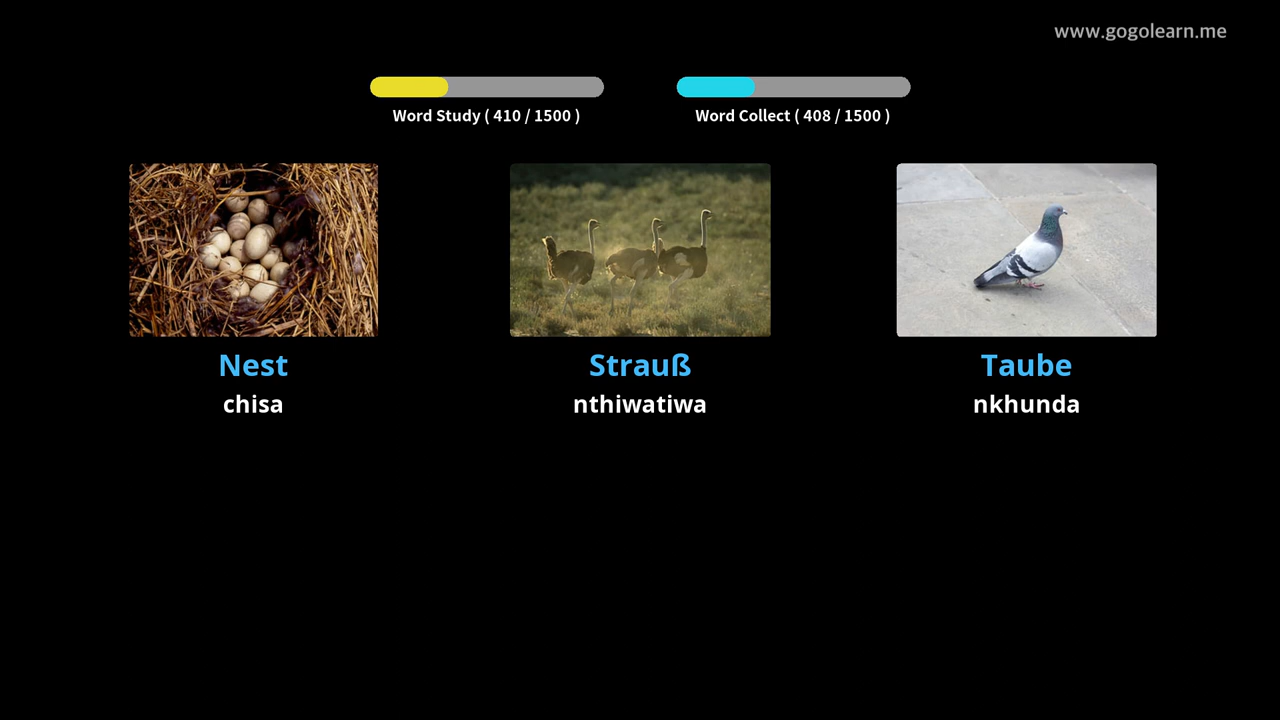 www.gogolearn.me
Word Study ( 410 / 1500 )
Word Collect ( 408 / 1500 )
Nest
chisa
Strauß
nthiwatiwa
Taube
nkhunda